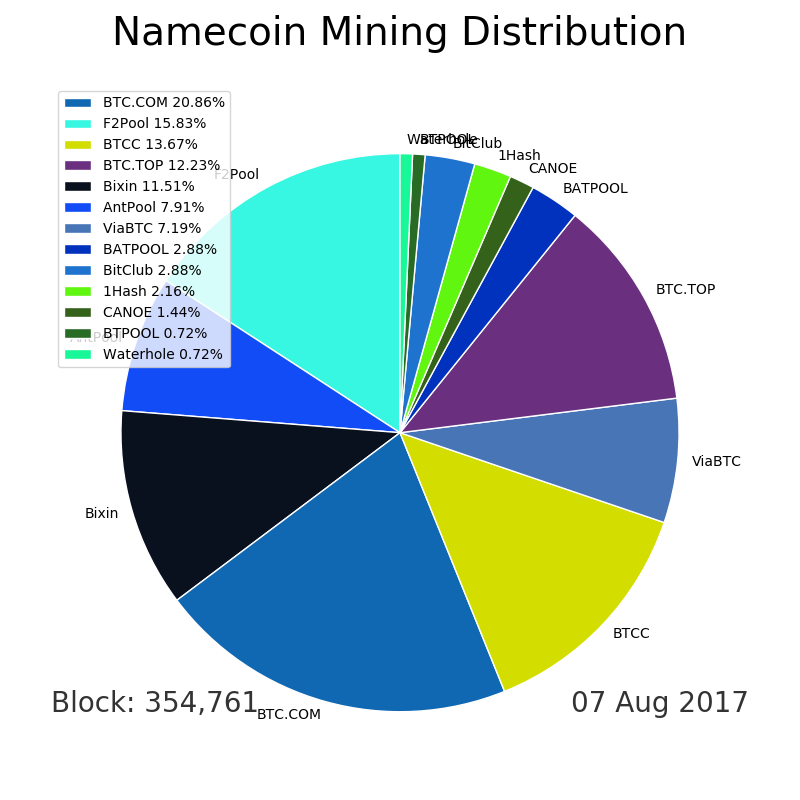 Namecoin Mining Distribution
BTC.COM 20.86%
F2Pool 15.83%
BTCC 13.67%
BTC.TOP 12.23%
Bixin 11.51%
AntPool 7.91%
ViaBTC 7.19%
BATPOOL 2.88%
BitClub 2.88%
1Hash 2.16%
CANOE 1.44%
BTPOOL 0.72%
Waterhole 0.72%
Waterhole
BTPOOL
BitClub
1Hash
CANOE
BATPOOL
F2Pool
BTC.TOP
AntPool
ViaBTC
Bixin
BTCC
Block: 354,761
BTC.COM
07 Aug 2017